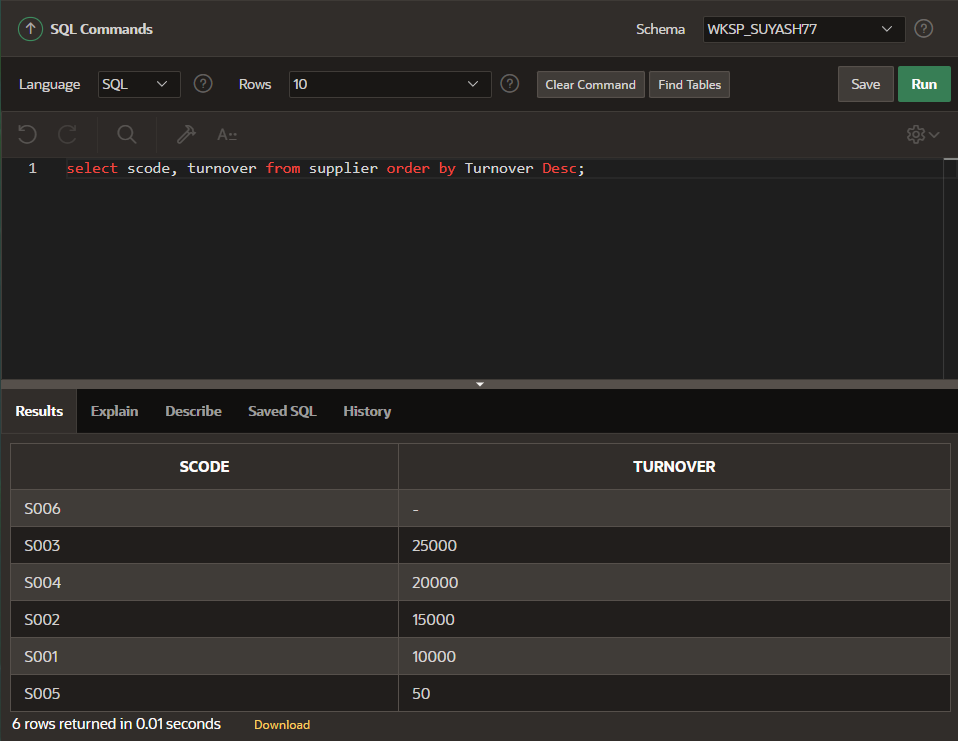 SQL Commands Schema WKSP_SUYASH77 ?
Language SQL ? Rows 10 ? Clear Command Find Tables Save Run
A::
1 select scode, turnover from supplier order by Turnover Desc;
Results Explain Describe Saved SQL History
SCODE TURNOVER
S006 -
S003 25000
S004 20000
S002 15000
S001 10000
S005 50
6 rows returned in 0.01 seconds Download